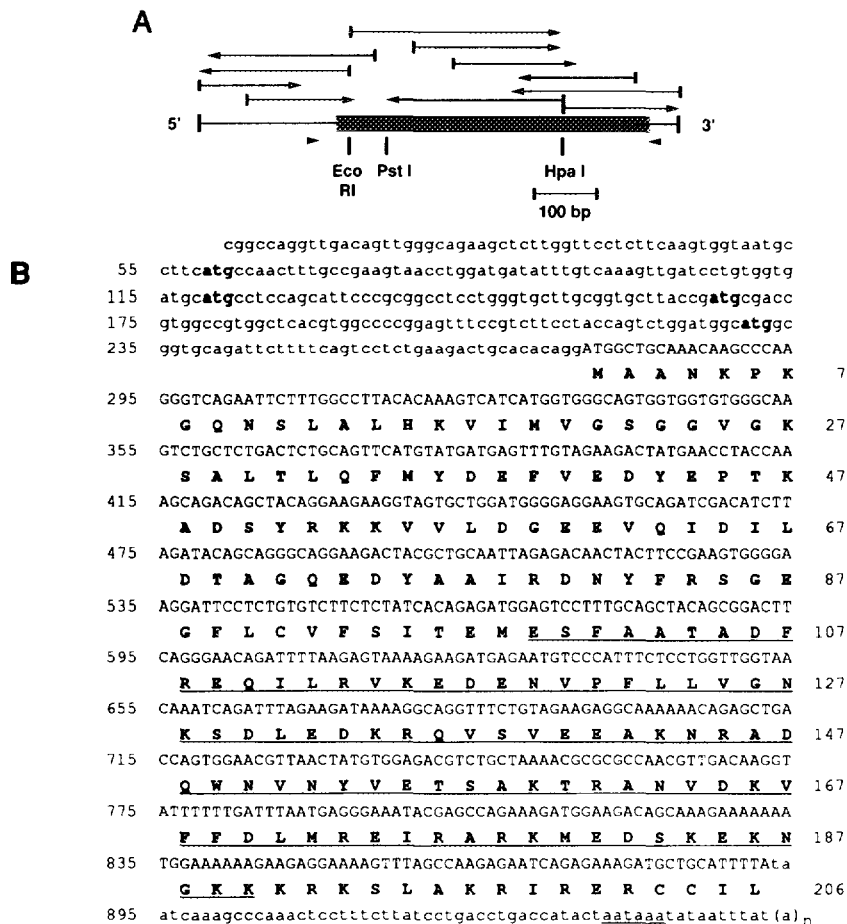 A
5'
3'
Eco RI
Pst I
Hpa I
100 bp
B
cggccaggttgacagttgggcagaagctcttggttcctcttcaagtggtaatgc
55 cttcatgccaactttgccgaagtaacctggatgatatttgtcaaagttgatcctgtggtg
115 atgcatgcctccagcattcccgcggcctcctgggtgcttgcggtgcttaccgatgcgacc
175 gtggccgtggctcacgtggccccggagtttccgtcttcctaccagtctggatggcatggc
235 ggtgcagattcttttcagtcctctgaagactgcacacaggATGGCTGCAAACAAGCCCAA
M A A N K P K 7
295 GGGTCAGAATTCTTTGGCCTTACACAAAGTCATCATGGTGGGCAGTGGTGGTGTGGGCAA
G Q N S L A L H K V I M V G S G G V G K 27
355 GTCTGCTCTGACTCTGCAGTTCATGTATGATGAGTTTGTAGAAGACTATGAACCTACCAA
S A L T L Q F M Y D E F V E D Y E P T K 47
415 AGCAGACAGCTACAGGAAGAAGGTAGTGCTGGATGGGGAGGAAGTGCAGATCGACATCTT
A D S Y R K K V V L D G E E V Q I D I L 67
475 AGATACAGCAGGGCAGGAAGACTACGCTGCAATTAGAGACAACTACTTCCGAAGTGGGGA
D T A G Q E D Y A A I R D N Y F R S G E 87
535 AGGATTCCTCTGTGTCTTCTCTATCACAGAGATGGAGTCCTTTGCAGCTACAGCGGACTT
G F L C V F S I T E M E S F A A T A D F 107
595 CAGGGAACAGATTTTAAGAGTAAAAGAAGATGAGAATGTCCCATTTCTCCTGGTTGGTAA
R E Q I L R V K E D E N V P F L L V G N 127
655 CAAATCAGATTTAGAAGATAAAAGGCAGGTTTCTGTAGAAGAGGCAAAAAACAGAGCTGA
K S D L E D K R Q V S V E E A K N R A D 147
715 CCAGTGGAACGTTAACTATGTGGAGACGTCTGCTAAAACGCGCGCCAACGTTGACAAGGT
Q W N V N Y V E T S A K T R A N V D K V 167
775 ATTTTTTGATTTAATGAGGGAAATACGAGCCAGAAAGATGGAAGACAGCAAAGAAAAAAA
F F D L M R E I R A R K M E D S K E K N 187
835 TGGAAAAAAGAAGAGGAAAAGTTTAGCCAAGAGAATCAGAGAAAGATGCTGCATTTTAta
G K K K R K S L A K R I R E R C C I L 206
895 atcaaagcccaaactcctttcttatcctgacctgaccatactaataaatataatttat(a)n